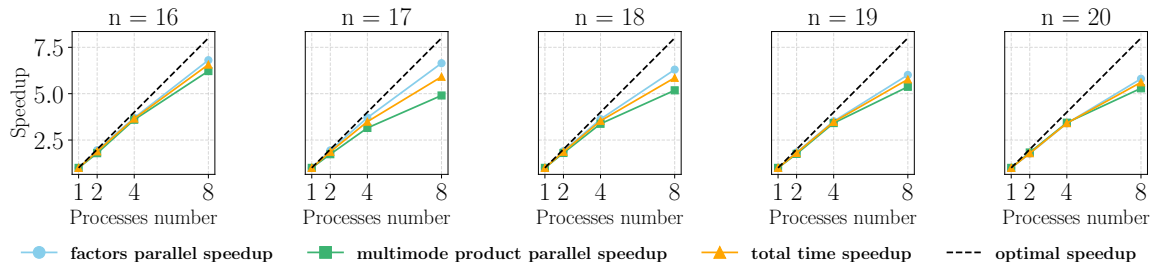 n = 16
n = 17
n = 18
n = 19
n = 20
Speedup
7.5
5.0
2.5
1 2 4 8
1 2 4 8
1 2 4 8
1 2 4 8
1 2 4 8
Processes number
Processes number
Processes number
Processes number
Processes number
factors parallel speedup
multimode product parallel speedup
total time speedup
optimal speedup